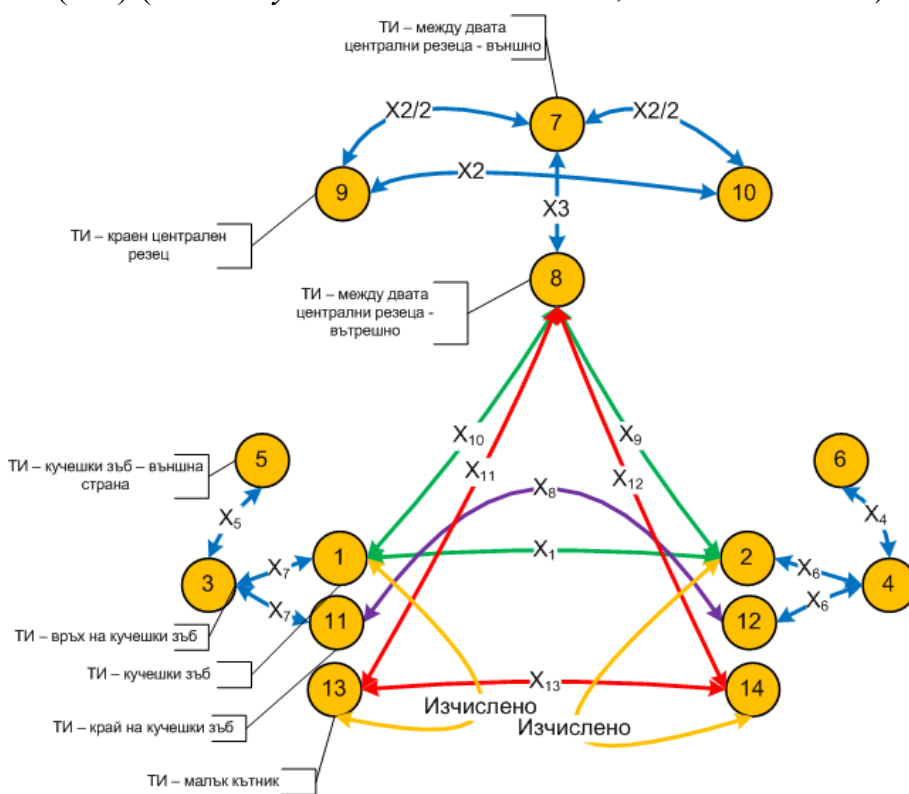 ТИ – между двата
централни резеца - външно
X2/2
7
X2/2
9
X2
10
X3
ТИ – краен централен
резец
8
ТИ – между двата
централни резеца -
вътрешно
X10
X9
5
6
ТИ – кучешки зъб – външна
страна
X11
X12
X8
X5
X4
1
X1
2
3
X7
X6
4
X7
X6
11
12
ТИ – връх на кучешки зъб
ТИ – кучешки зъб
13
X13
14
Изчислено
Изчислено
ТИ – край на кучешки зъб
ТИ – малък кътник